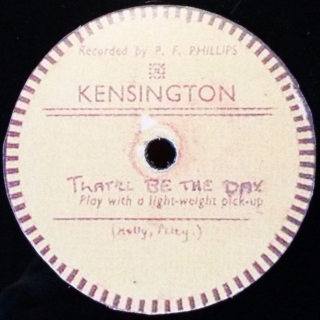 Recorded by P. F. PHILLIPS
KENSINGTON
THAT'LL BE THE DAY
Play with a light-weight pick-up
(Holly, Petty.)